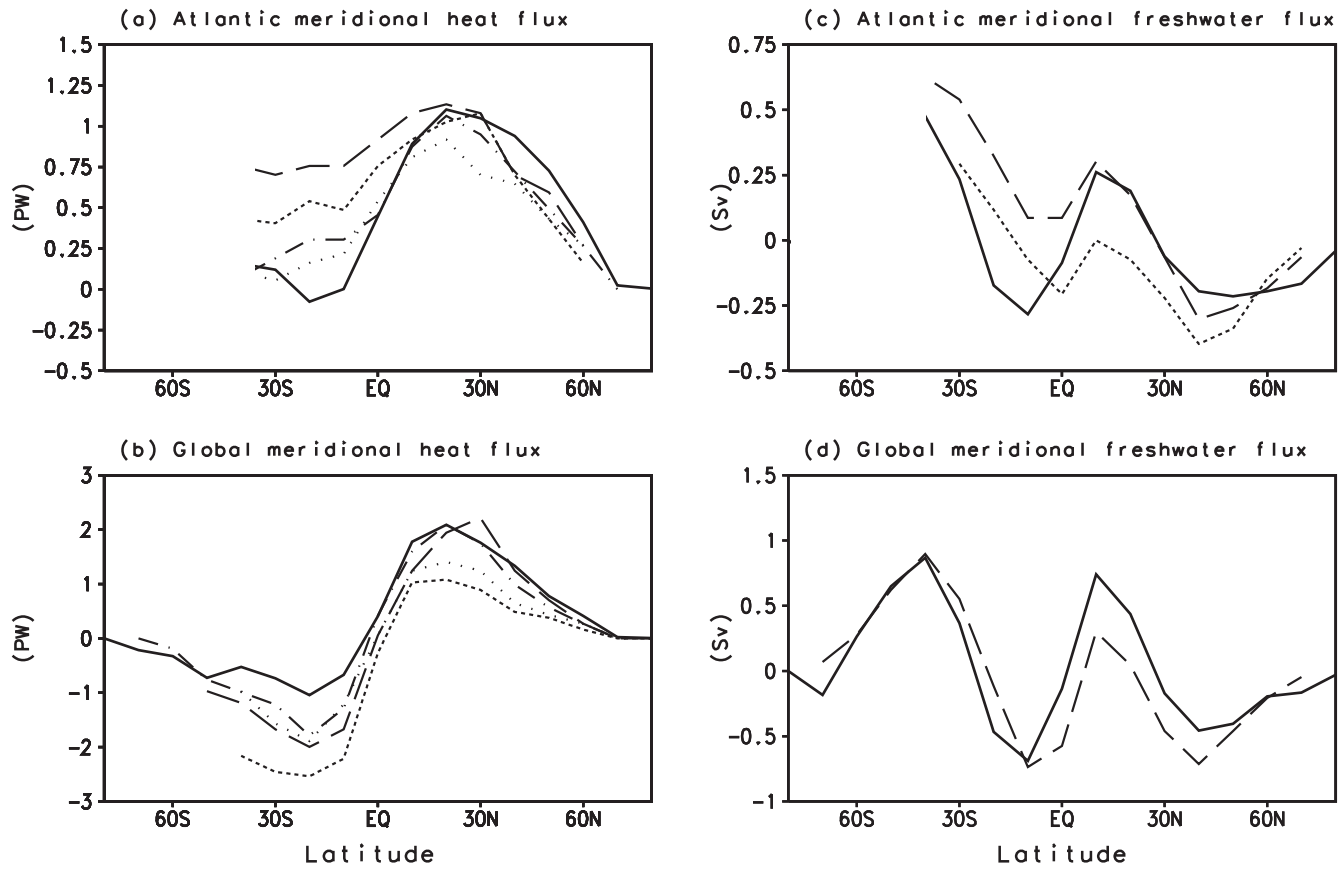 (a) Atlantic meridional heat flux
1.5
1.25
1
0.75
0.5
0.25
0
−0.25
−0.5
(PW)
60S 30S EQ 30N 60N
(c) Atlantic meridional freshwater flux
0.75
0.5
0.25
0
−0.25
−0.5
(Sv)
60S 30S EQ 30N 60N
(b) Global meridional heat flux
3
2
1
0
−1
−2
−3
(PW)
60S 30S EQ 30N 60N
Latitude
(d) Global meridional freshwater flux
1.5
1
0.5
0
−0.5
−1
(Sv)
60S 30S EQ 30N 60N
Latitude